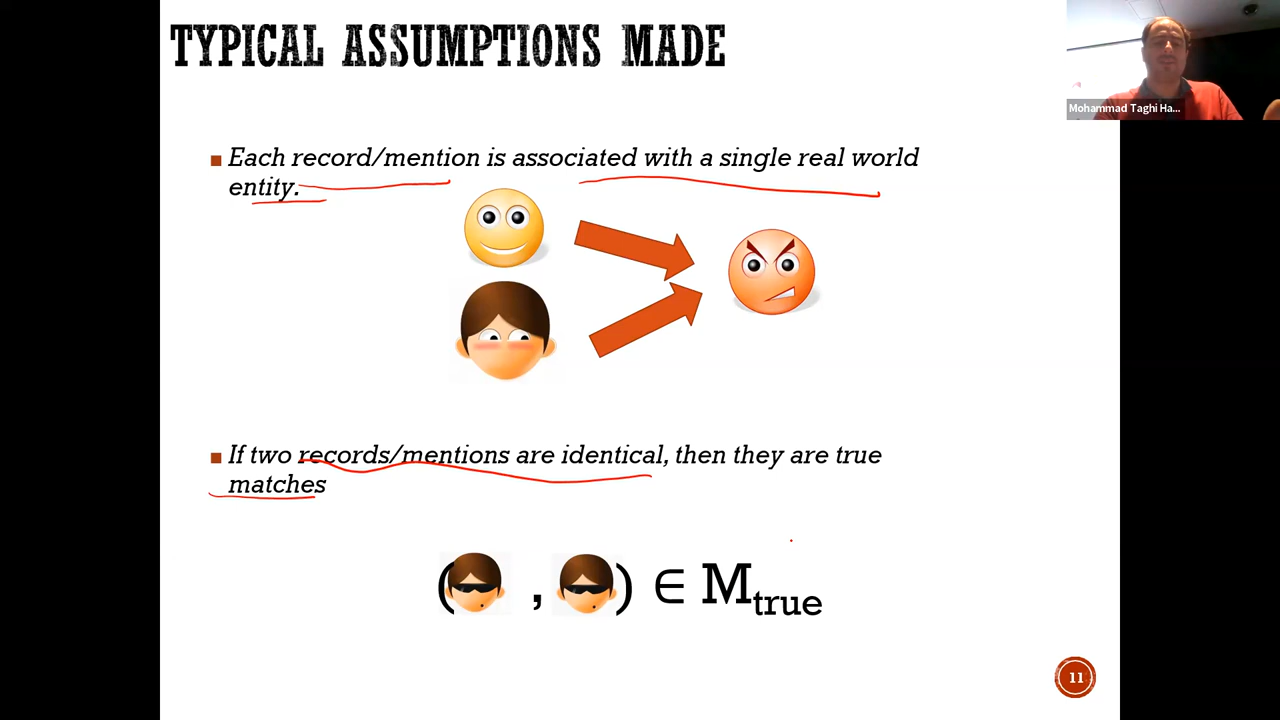 TYPICAL ASSUMPTIONS MADE
Mohammad Taghi Ha...
Each record/mention is associated with a single real world
entity.
If two records/mentions are identical, then they are true
matches
( , ) ∈ Mtrue
11